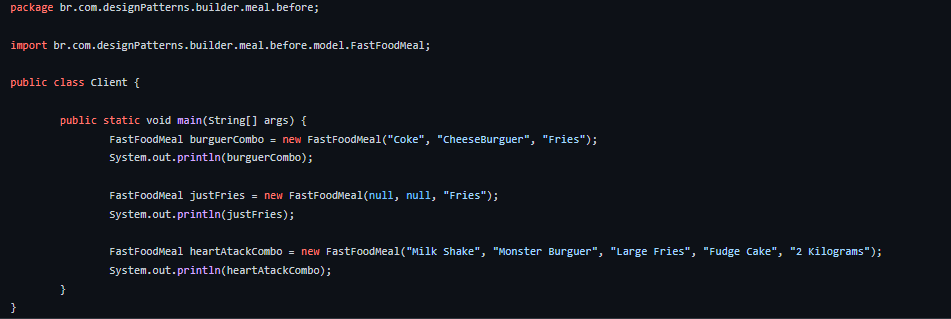 package br.com.designPatterns.builder.meal.before;
import br.com.designPatterns.builder.meal.before.model.FastFoodMeal;
public class Client {
public static void main(String[] args) {
FastFoodMeal burguerCombo = new FastFoodMeal("Coke", "CheeseBurguer", "Fries");
System.out.println(burguerCombo);
FastFoodMeal justFries = new FastFoodMeal(null, null, "Fries");
System.out.println(justFries);
FastFoodMeal heartAtackCombo = new FastFoodMeal("Milk Shake", "Monster Burguer", "Large Fries", "Fudge Cake", "2 Kilograms");
System.out.println(heartAtackCombo);
}
}